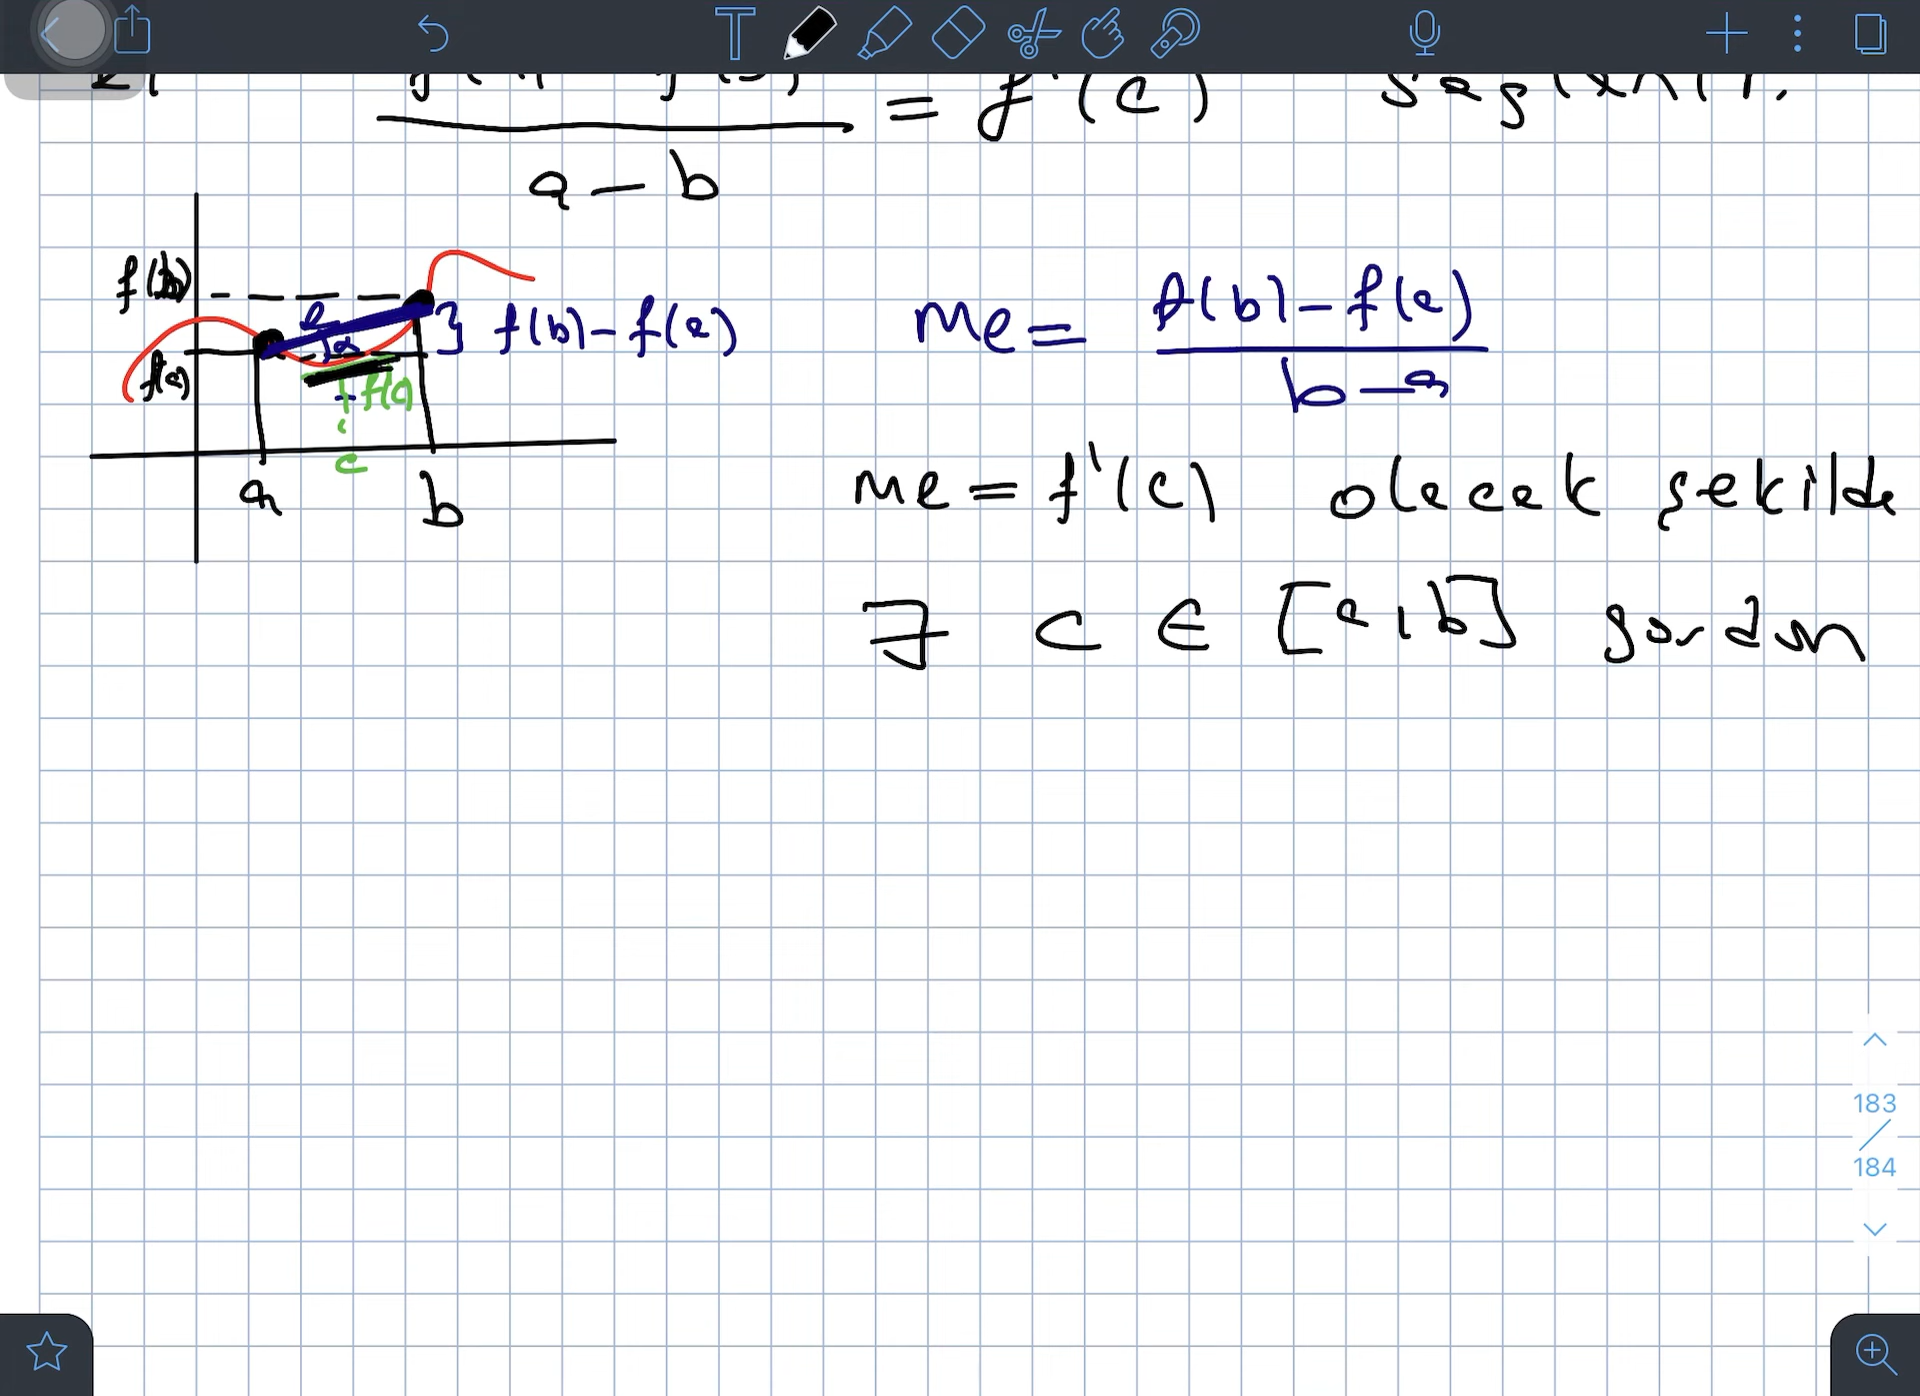 = f'(c)
a - b
f(b)
f(b) - f(a)
me = f(b) - f(a)
b - a
f(a)
f(c)
c
a
b
me = f'(c) olacak şekilde
∃ c ∈ [a, b] vardır
183
184